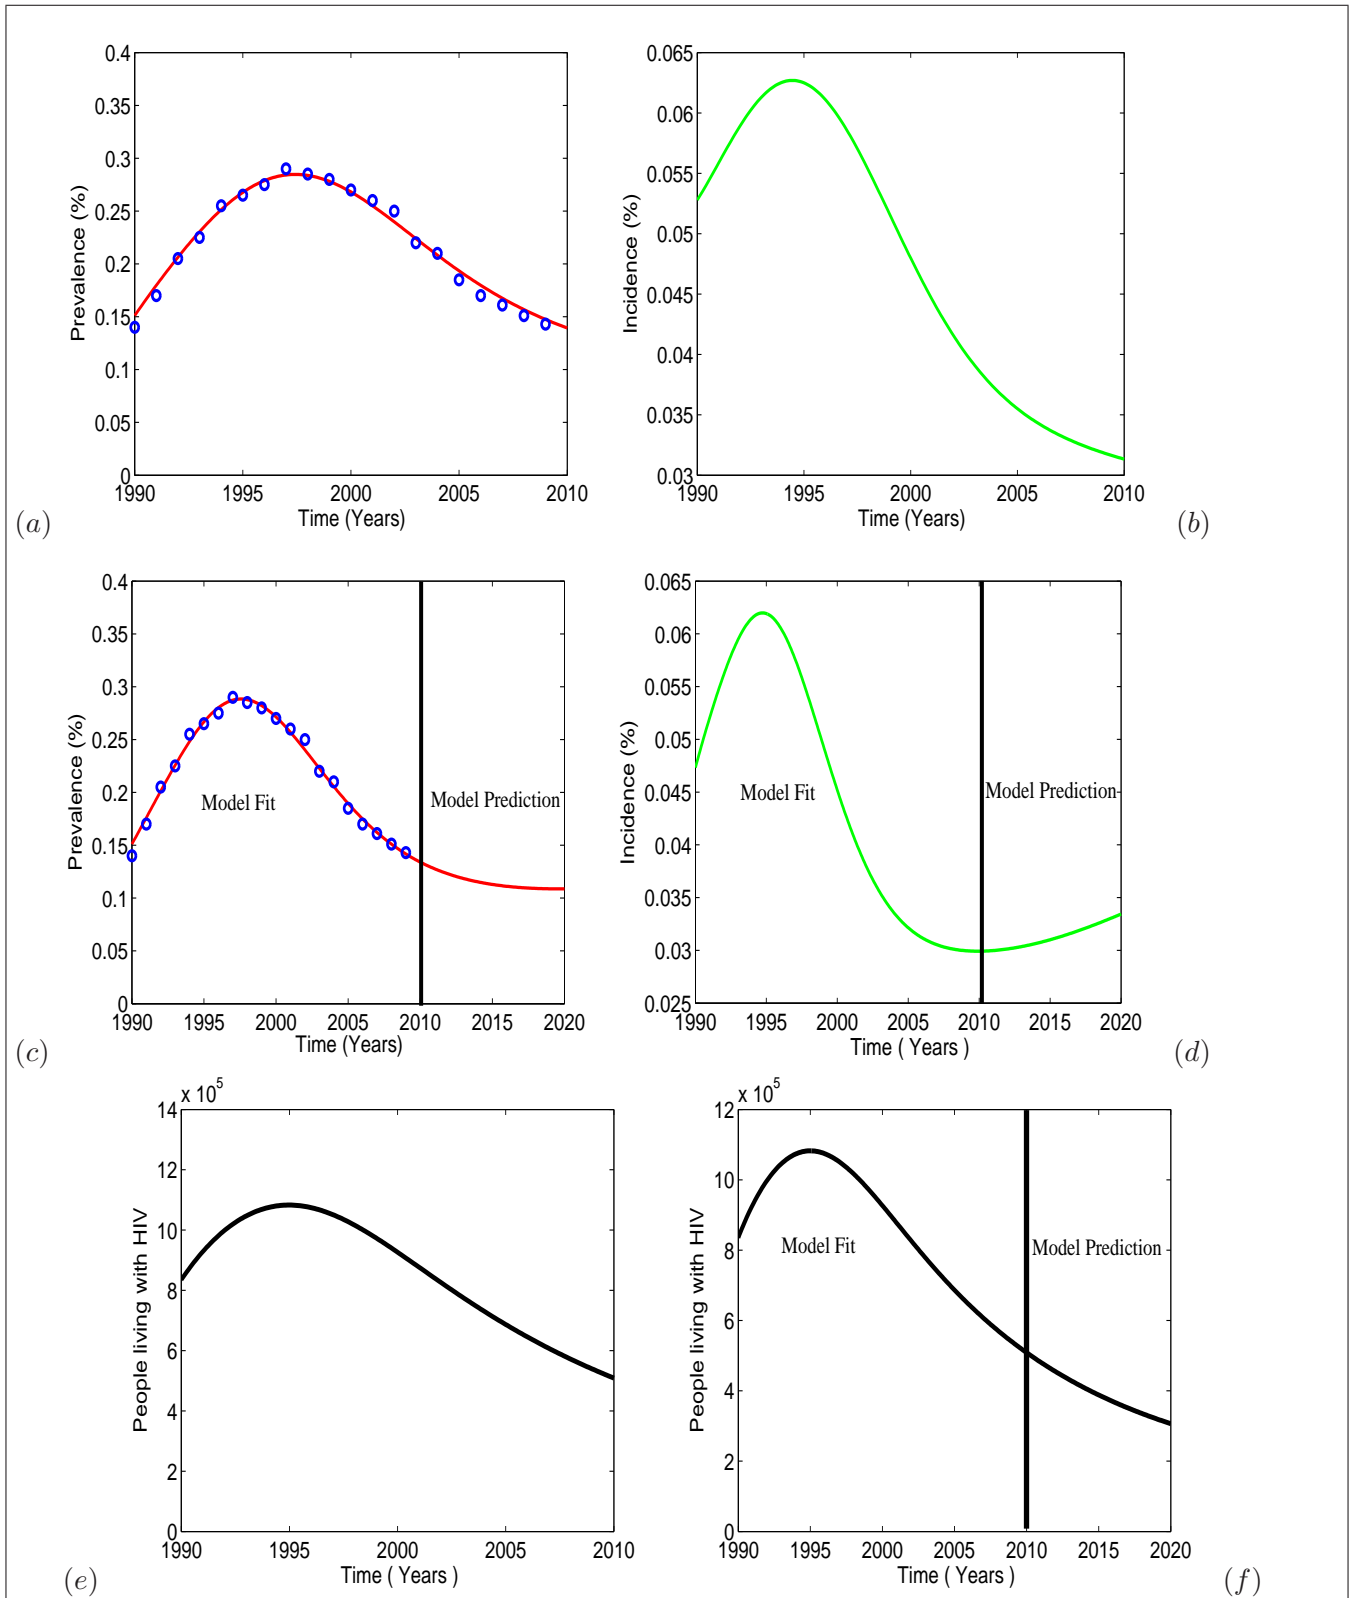 0.4
0.35
0.3
0.25
0.2
0.15
0.1
0.05
0
Prevalence (%)
1990 1995 2000 2005 2010
Time (Years)
(a)
0.065
0.06
0.055
0.05
0.045
0.04
0.035
0.03
Incidence (%)
1990 1995 2000 2005 2010
Time (Years)
(b)
0.4
0.35
0.3
0.25
0.2
0.15
0.1
0.05
0
Prevalence (%)
Model Fit
Model Prediction
1990 1995 2000 2005 2010 2015 2020
Time (Years)
(c)
0.065
0.06
0.055
0.05
0.045
0.04
0.035
0.03
0.025
Incidence (%)
Model Fit
Model Prediction
1990 1995 2000 2005 2010 2015 2020
Time ( Years )
(d)
x 10^5
14
12
10
8
6
4
2
0
People living with HIV
1990 1995 2000 2005 2010
Time ( Years )
(e)
x 10^5
12
10
8
6
4
2
0
People living with HIV
Model Fit
Model Prediction
1990 1995 2000 2005 2010 2015 2020
Time ( Years )
(f)